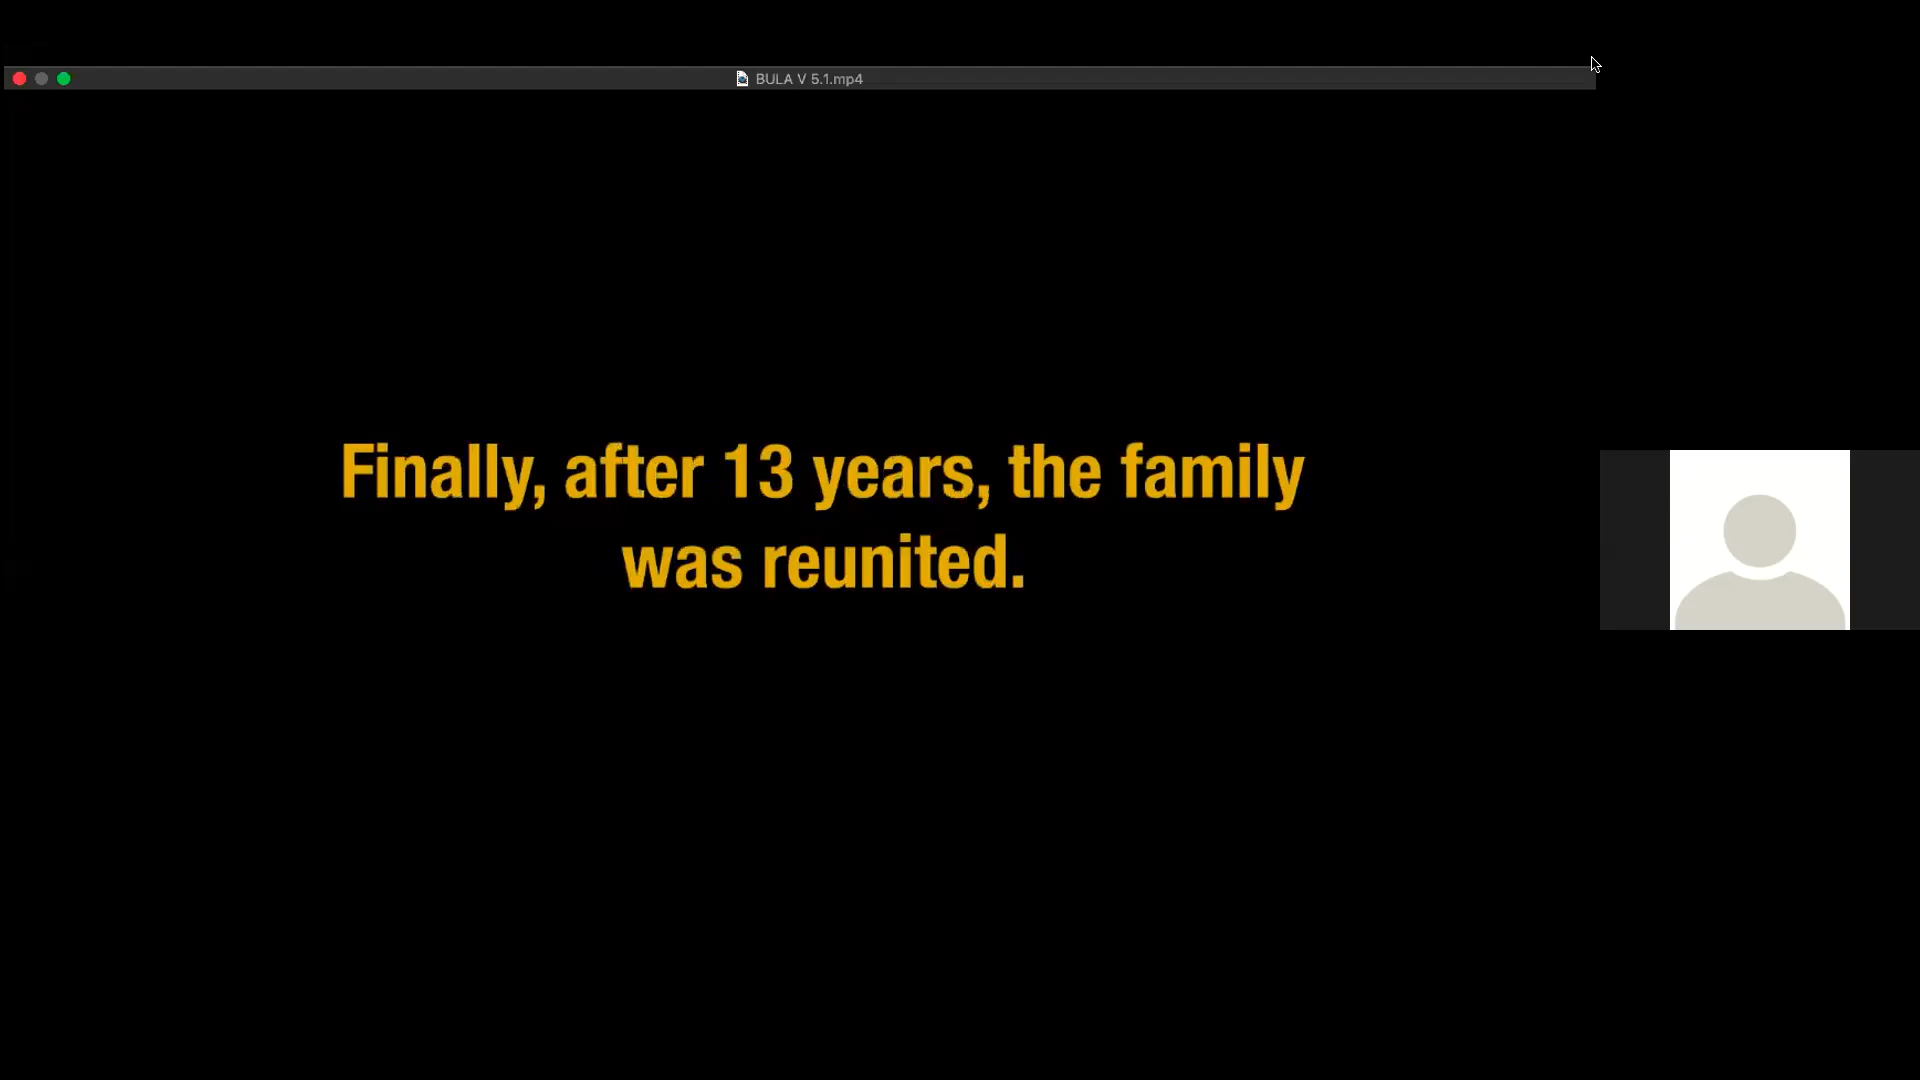 BULA V 5.1.mp4
Finally, after 13 years, the family
was reunited.